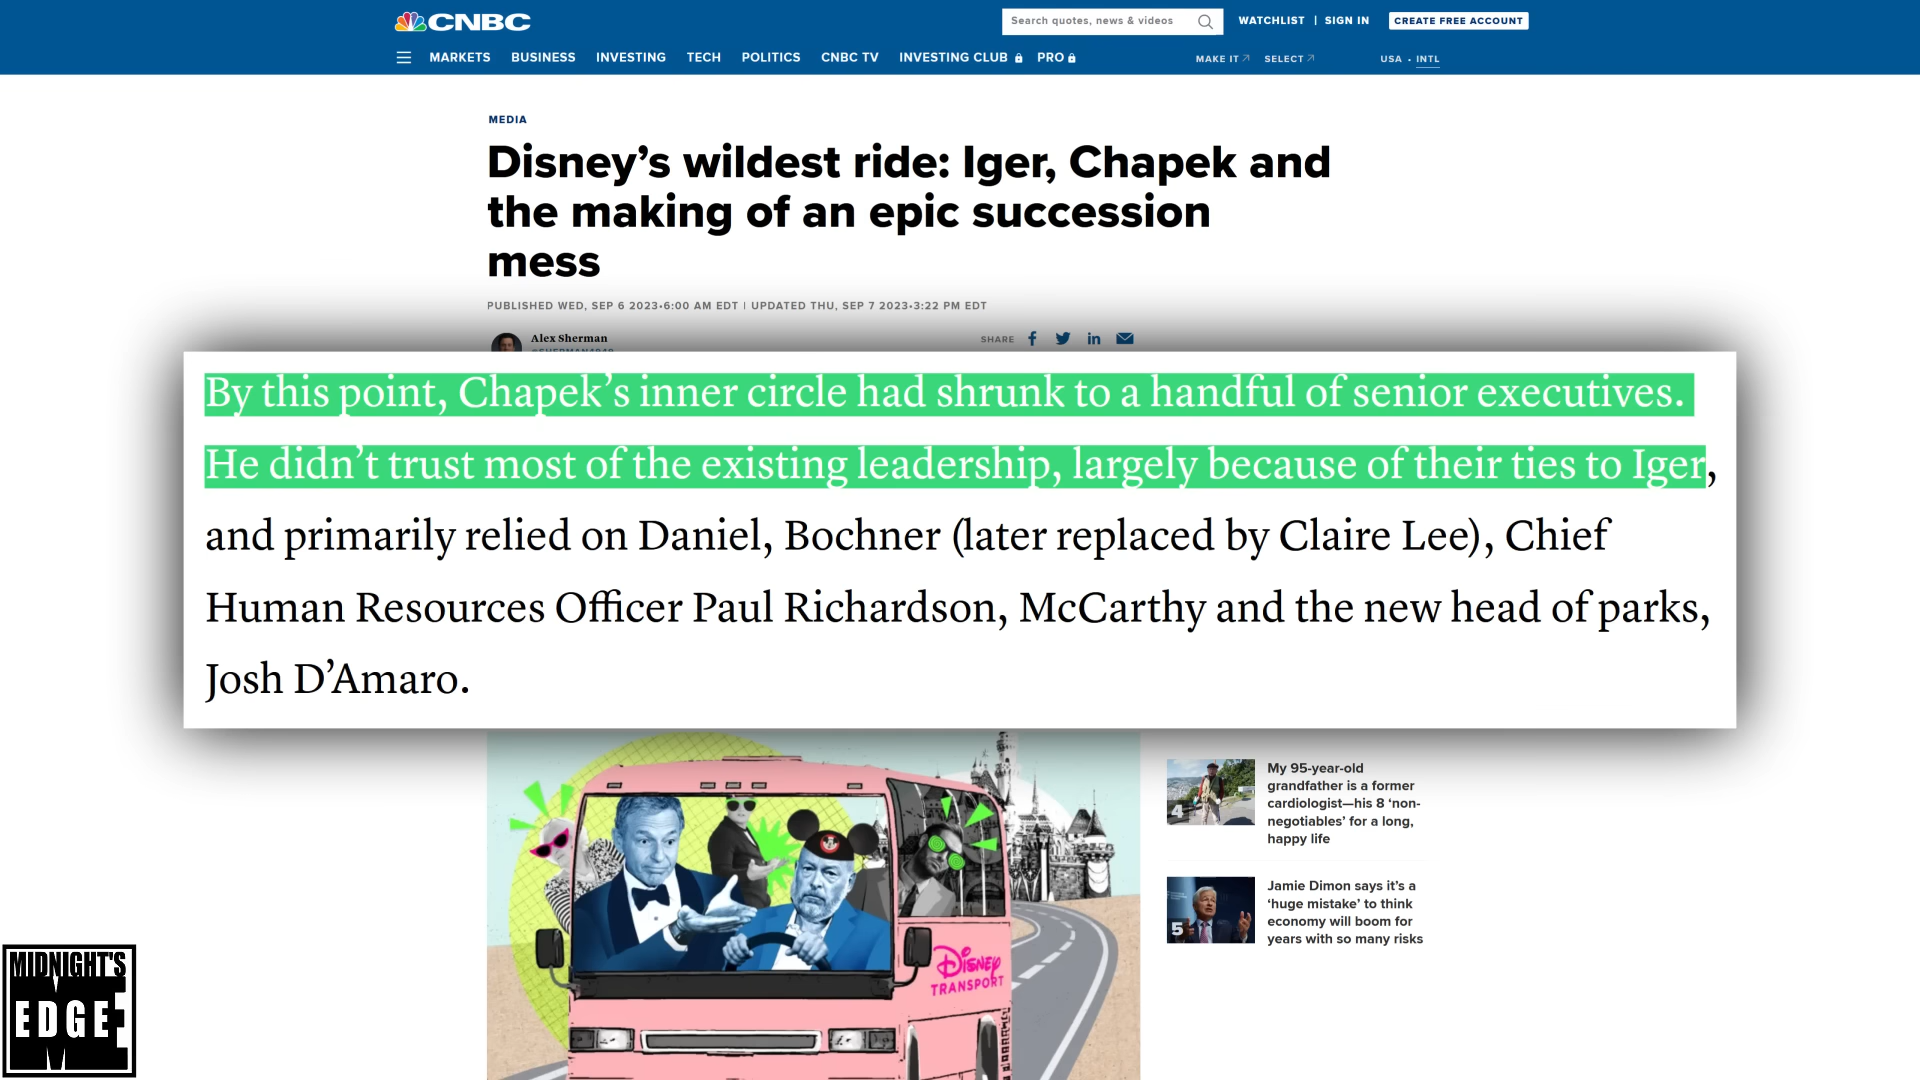 CNBC
Search quotes, news & videos
WATCHLIST | SIGN IN
CREATE FREE ACCOUNT
MARKETS BUSINESS INVESTING TECH POLITICS CNBC TV INVESTING CLUB PRO
MAKE IT SELECT
USA • INTL
MEDIA
Disney’s wildest ride: Iger, Chapek and
the making of an epic succession
mess
PUBLISHED WED, SEP 6 2023•6:00 AM EDT | UPDATED THU, SEP 7 2023•3:22 PM EDT
Alex Sherman
SHARE
By this point, Chapek’s inner circle had shrunk to a handful of senior executives.
He didn’t trust most of the existing leadership, largely because of their ties to Iger,
and primarily relied on Daniel, Bochner (later replaced by Claire Lee), Chief
Human Resources Officer Paul Richardson, McCarthy and the new head of parks,
Josh D’Amaro.
DISNEY
TRANSPORT
4
My 95-year-old
grandfather is a former
cardiologist—his 8 ‘non-
negotiables’ for a long,
happy life
5
Jamie Dimon says it’s a
‘huge mistake’ to think
economy will boom for
years with so many risks
MIDNIGHT'S
EDGE
ME